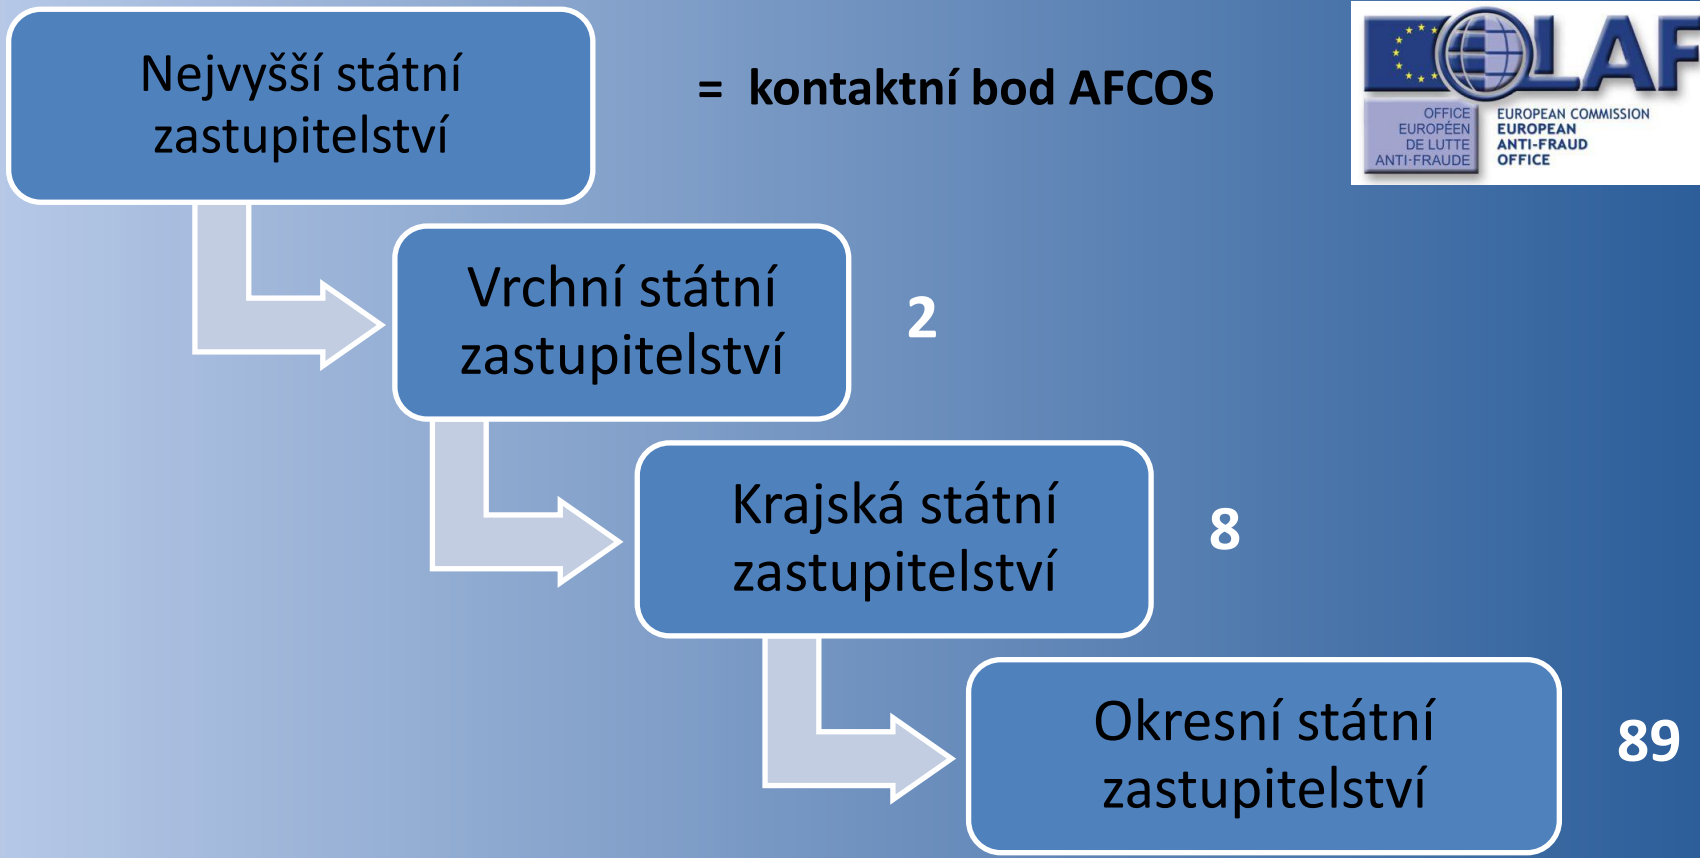 Nejvyšší státní
zastupitelství
= kontaktní bod AFCOS
OLAF
OFFICE
EUROPÉEN
DE LUTTE
ANTI-FRAUDE
EUROPEAN COMMISSION
EUROPEAN
ANTI-FRAUD
OFFICE
Vrchní státní
zastupitelství
2
Krajská státní
zastupitelství
8
Okresní státní
zastupitelství
89